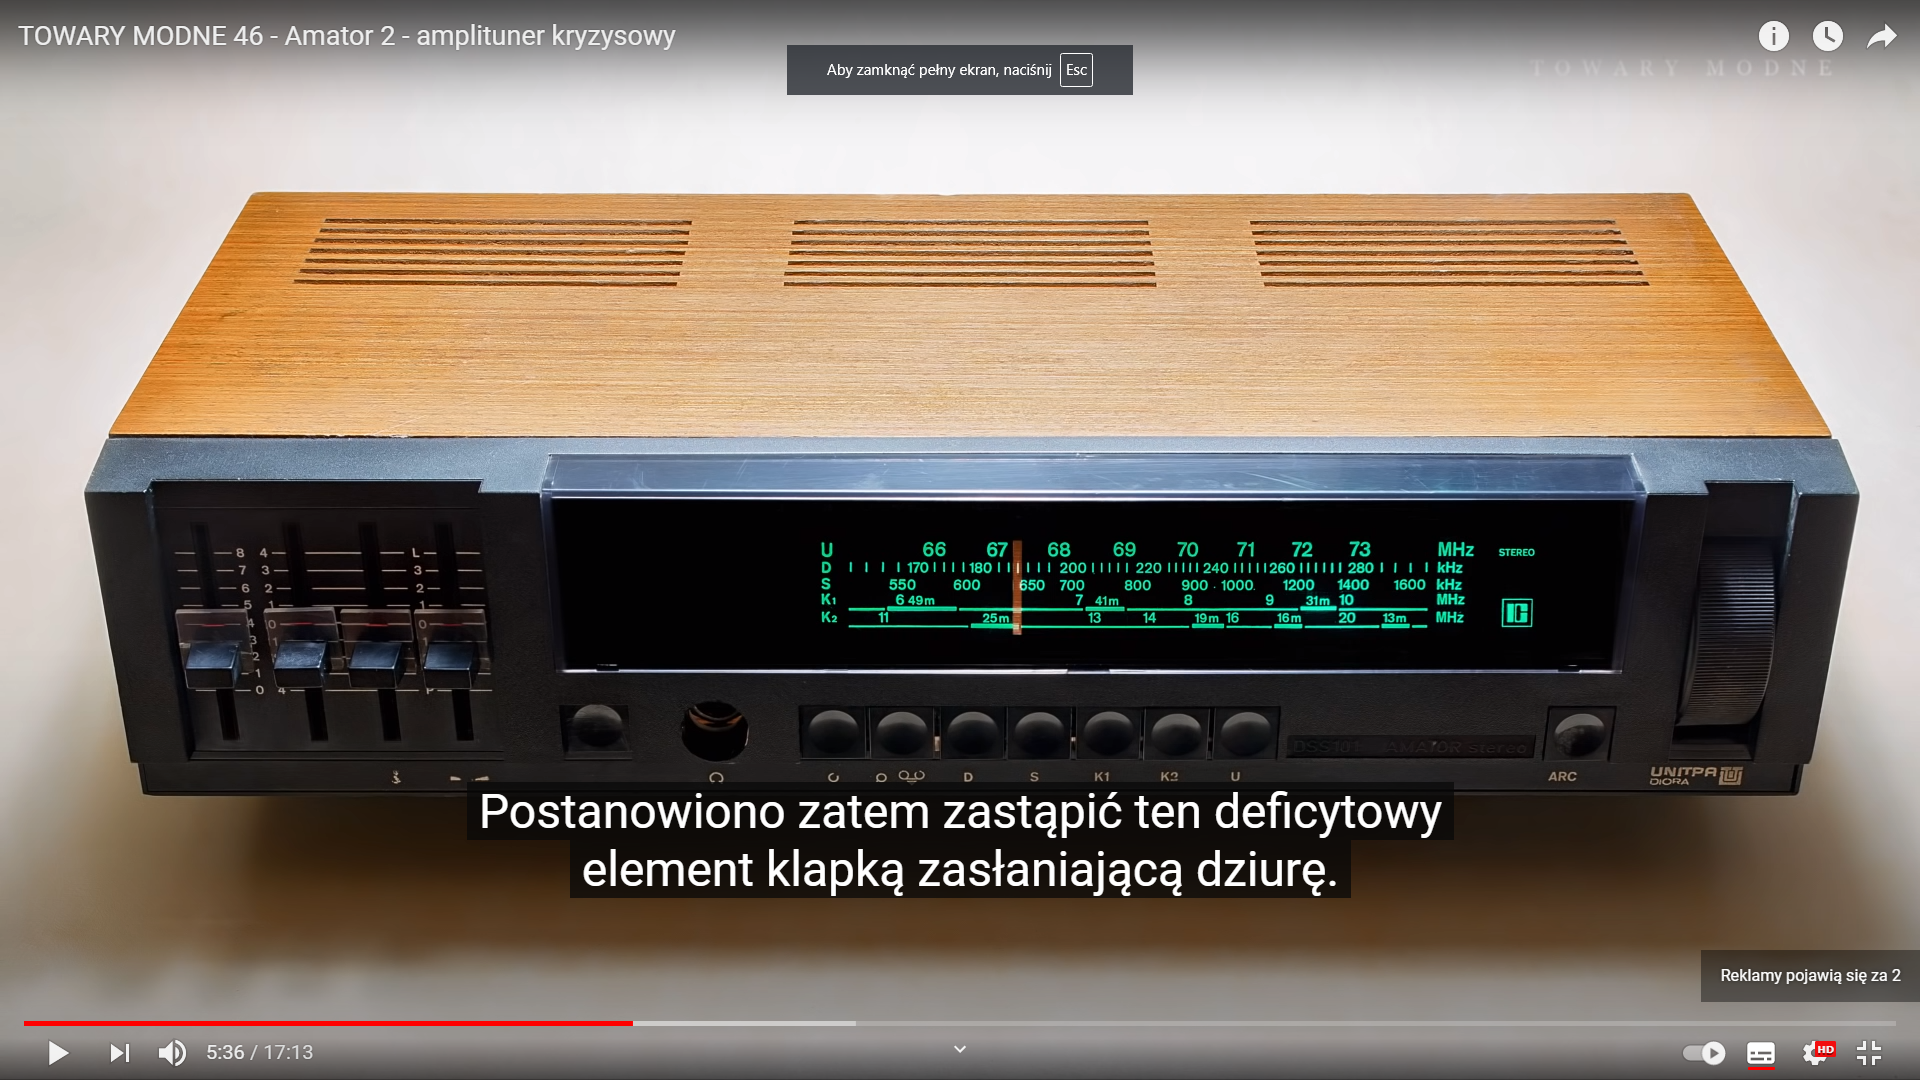 TOWARY MODNE 46 - Amator 2 - amplituner kryzysowy
Aby zamknąć pełny ekran, naciśnij Esc
TOWARY MODNE
U 66 67 68 69 70 71 72 73 MHz STEREO
D 170 180 200 220 240 260 280 kHz
S 550 600 650 700 800 900 1000 1200 1400 1600 kHz
K1 6 49m 7 41m 8 9 31m 10 MHz
K2 11 25m 13 14 19m 16 16m 20 13m MHz
8 4 L
7 3 3
6 2 2
5 1 1
4 0 0
3 1
2
1
0 4 P
AMATOR stereo
D S K1 K2 U ARC UNITRA
DIORA
Postanowiono zatem zastąpić ten deficytowy
element klapką zasłaniającą dziurę.
Reklamy pojawią się za 2
5:36 / 17:13
HD